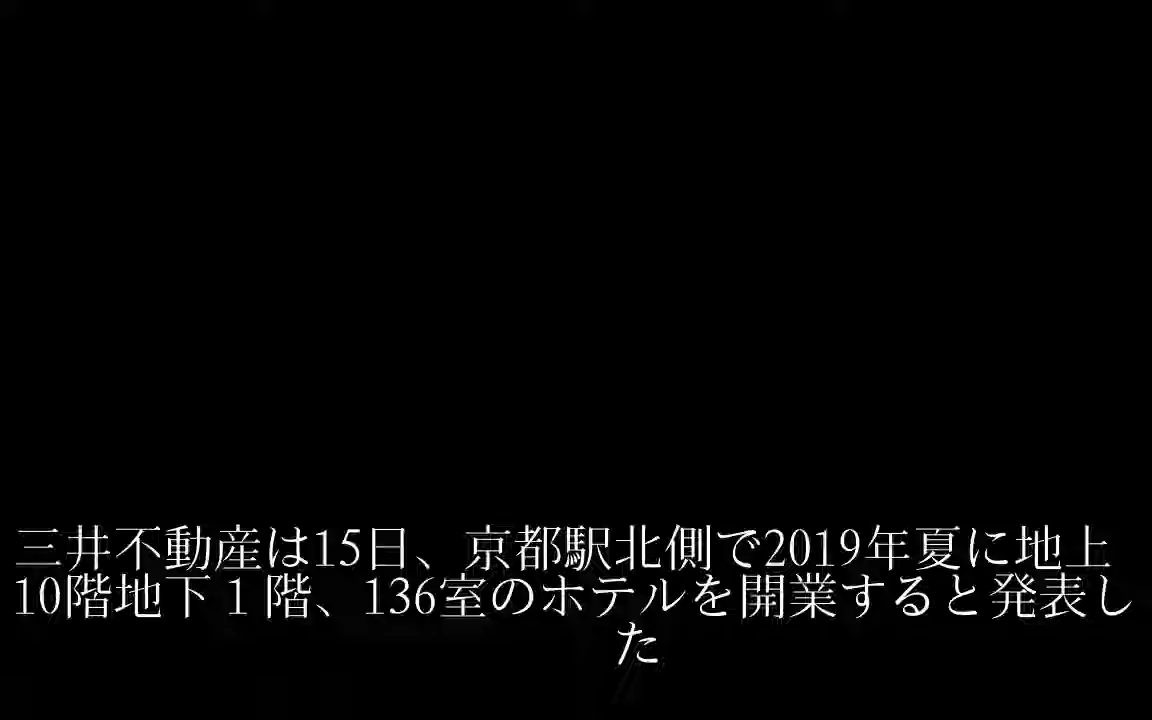 三井不動産は15日、京都駅北側で2019年夏に地上
10階地下１階、136室のホテルを開業すると発表し
た